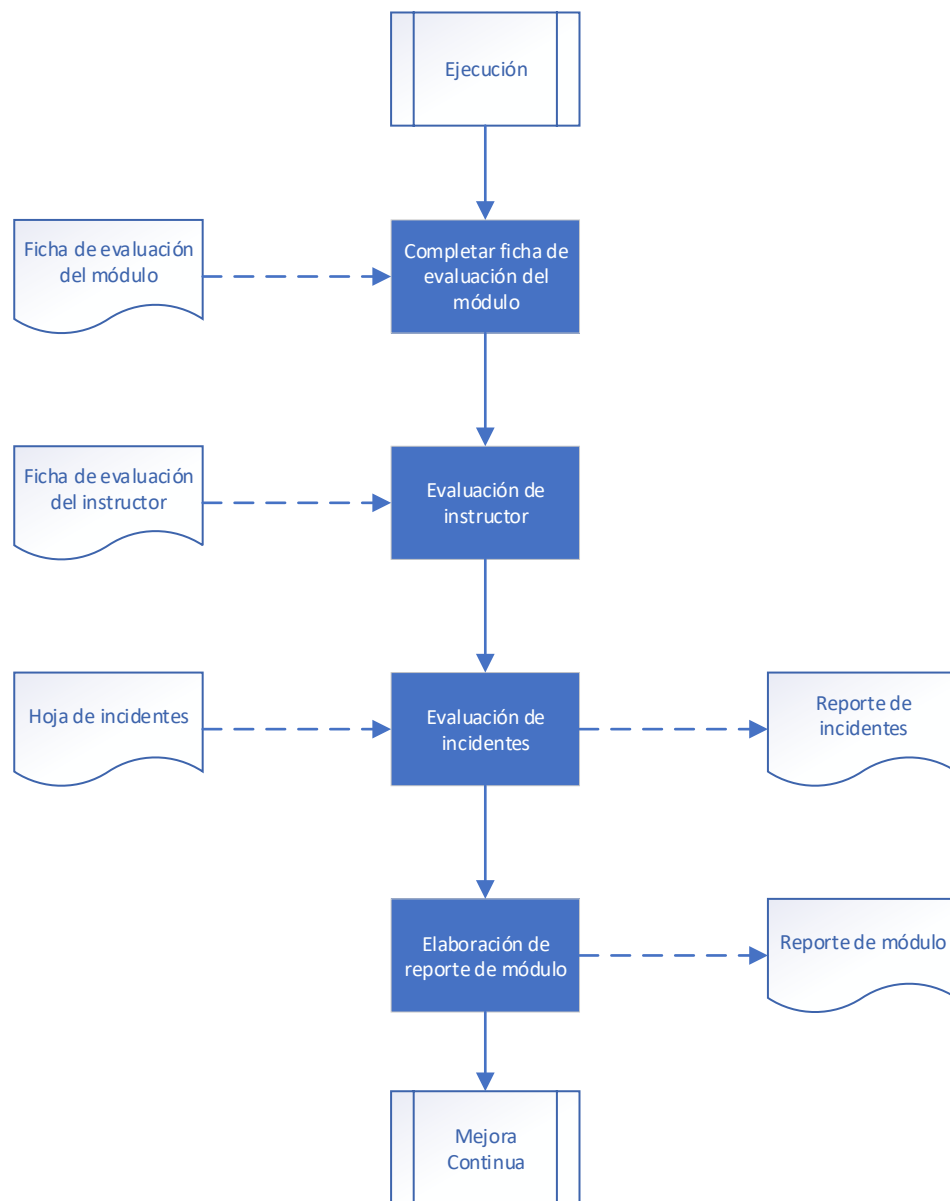 Ejecución
Ficha de evaluación
del módulo
Completar ficha de
evaluación del
módulo
Ficha de evaluación
del instructor
Evaluación de
instructor
Hoja de incidentes
Evaluación de
incidentes
Reporte de
incidentes
Elaboración de
reporte de módulo
Reporte de módulo
Mejora
Continua